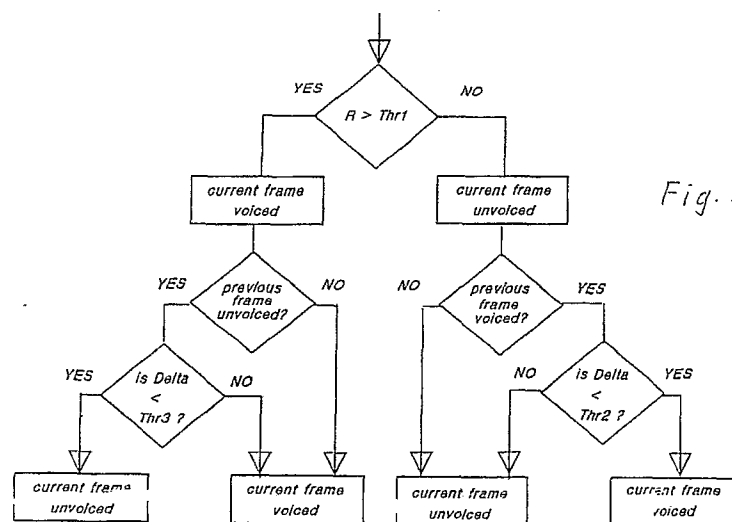 YES
NO
R > Thr1
current frame
voiced
current frame
unvoiced
Fig.
YES
previous
frame
unvoiced?
NO
NO
previous
frame
voiced?
YES
YES
is Delta
<
Thr3 ?
NO
NO
is Delta
<
Thr2 ?
YES
current frame
unvoiced
current frame
voiced
current frame
unvoiced
current frame
voiced